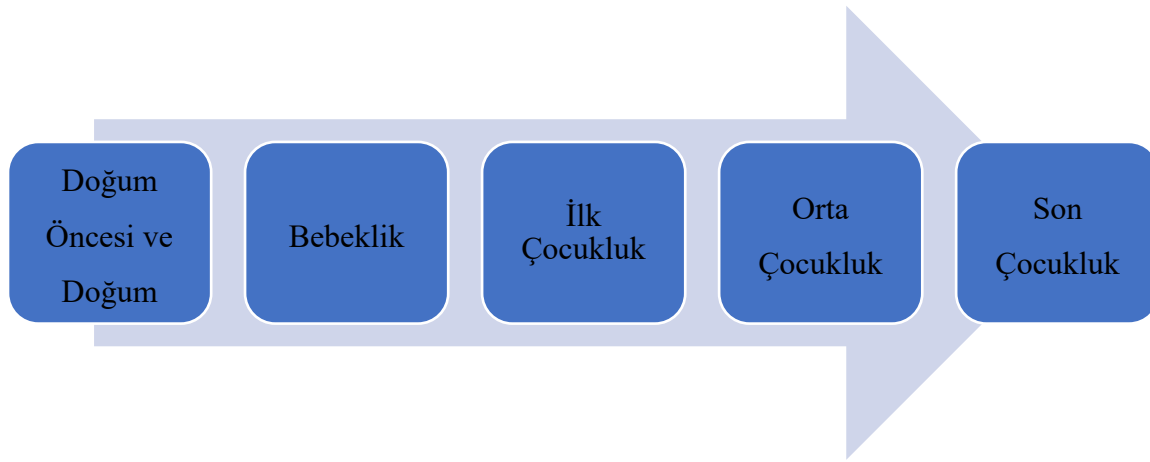 Doğum
Öncesi ve
Doğum
Bebeklik
İlk
Çocukluk
Orta
Çocukluk
Son
Çocukluk